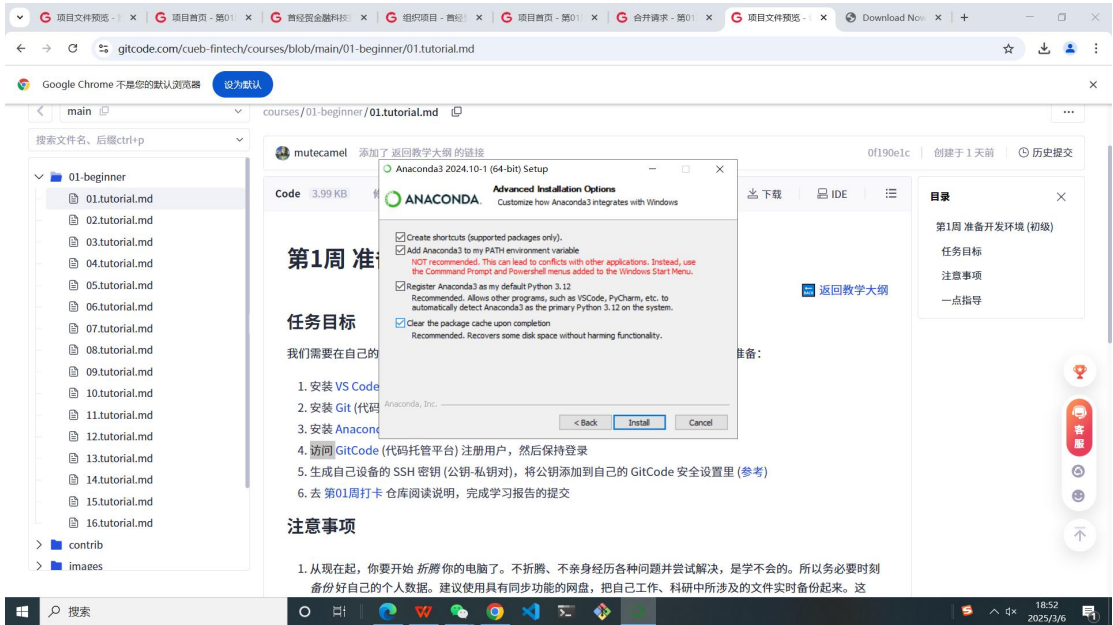 项目文件预览 -
项目首页 - 第01
首经贸金融科技
组织项目 - 首经
项目首页 - 第01
合并请求 - 第01
项目文件预览 -
Download Now
gitcode.com/cueb-fintech/courses/blob/main/01-beginner/01.tutorial.md
Google Chrome 不是您的默认浏览器
设为默认
main
courses/01-beginner/01.tutorial.md
搜索文件名、后缀ctrl+p
mutecamel 添加了 返回教学大纲 的链接
0f190e1c
创建于 1 天前
历史提交
01-beginner
01.tutorial.md
02.tutorial.md
03.tutorial.md
04.tutorial.md
05.tutorial.md
06.tutorial.md
07.tutorial.md
08.tutorial.md
09.tutorial.md
10.tutorial.md
11.tutorial.md
12.tutorial.md
13.tutorial.md
14.tutorial.md
15.tutorial.md
16.tutorial.md
contrib
images
Code 3.99 KB
下载
IDE
第1周 准
返回教学大纲
任务目标
我们需要在自己的
准备：
1. 安装 VS Code
2. 安装 Git (代码
3. 安装 Anacond
4. 访问 GitCode (代码托管平台) 注册用户，然后保持登录
5. 生成自己设备的 SSH 密钥 (公钥-私钥对)，将公钥添加到自己的 GitCode 安全设置里 (参考)
6. 去 第01周打卡 仓库阅读说明，完成学习报告的提交
注意事项
1. 从现在起，你要开始 折腾 你的电脑了。不折腾、不亲身经历各种问题并尝试解决，是学不会的。所以务必要时刻
备份好自己的个人数据。建议使用具有同步功能的网盘，把自己工作、科研中所涉及的文件实时备份起来。这
Anaconda3 2024.10-1 (64-bit) Setup
ANACONDA.
Advanced Installation Options
Customize how Anaconda3 integrates with Windows
Create shortcuts (supported packages only).
Add Anaconda3 to my PATH environment variable
NOT recommended. This can lead to conflicts with other applications. Instead, use
the Commmand Prompt and Powershell menus added to the Windows Start Menu.
Register Anaconda3 as my default Python 3.12
Recommended. Allows other programs, such as VSCode, PyCharm, etc. to
automatically detect Anaconda3 as the primary Python 3.12 on the system.
Clear the package cache upon completion
Recommended. Recovers some disk space without harming functionality.
Anaconda, Inc.
< Back
Install
Cancel
目录
第1周 准备开发环境 (初级)
任务目标
注意事项
一点指导
客服
搜索
18:52
2025/3/6